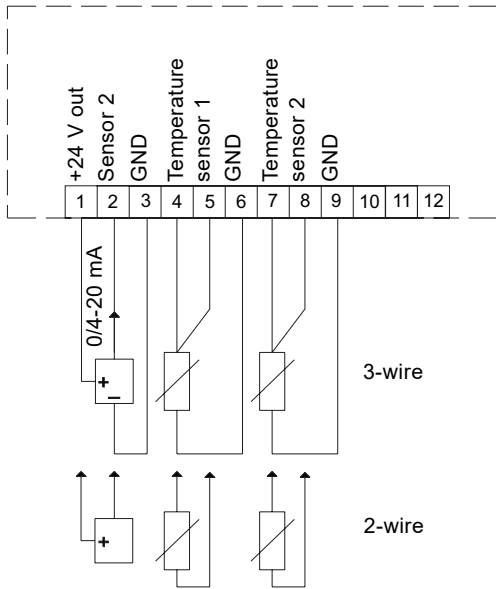 +24 V out
Sensor 2
GND
Temperature
sensor 1
GND
Temperature
sensor 2
GND
1 2 3 4 5 6 7 8 9 10 11 12
0/4-20 mA
+
–
3-wire
+
2-wire